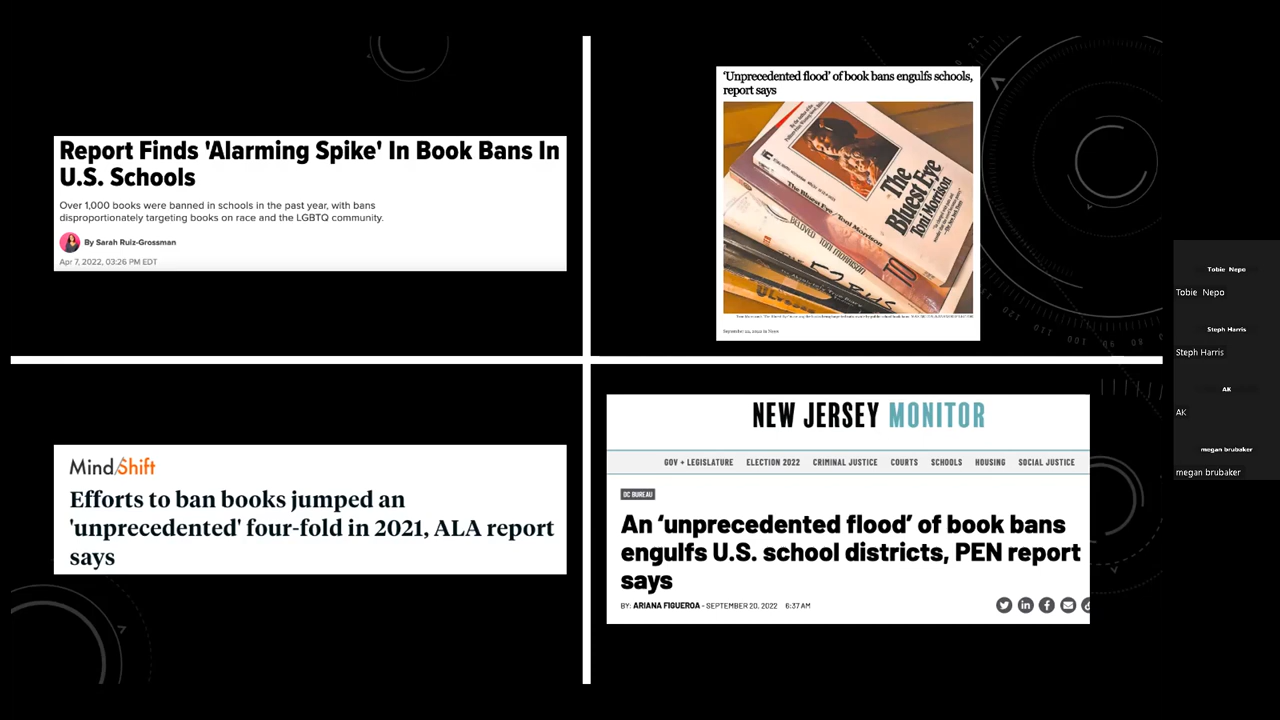 Report Finds 'Alarming Spike' In Book Bans In
U.S. Schools
Over 1,000 books were banned in schools in the past year, with bans
disproportionately targeting books on race and the LGBTQ community.
By Sarah Ruiz-Grossman
Apr 7, 2022, 03:26 PM EDT
'Unprecedented flood' of book bans engulfs schools,
report says
The
Bluest Eye
Toni Morrison
The Bluest Eye / Toni Morrison
BELOVED TONI MORRISON
MindShift
Efforts to ban books jumped an
'unprecedented' four-fold in 2021, ALA report
says
NEW JERSEY MONITOR
GOV + LEGISLATURE ELECTION 2022 CRIMINAL JUSTICE COURTS SCHOOLS HOUSING SOCIAL JUSTICE
DC BUREAU
An ‘unprecedented flood’ of book bans
engulfs U.S. school districts, PEN report
says
BY: ARIANA FIGUEROA - SEPTEMBER 20, 2022 6:37 AM
Tobie Nepo
Tobie Nepo
Steph Harris
Steph Harris
AK
AK
megan brubaker
megan brubaker